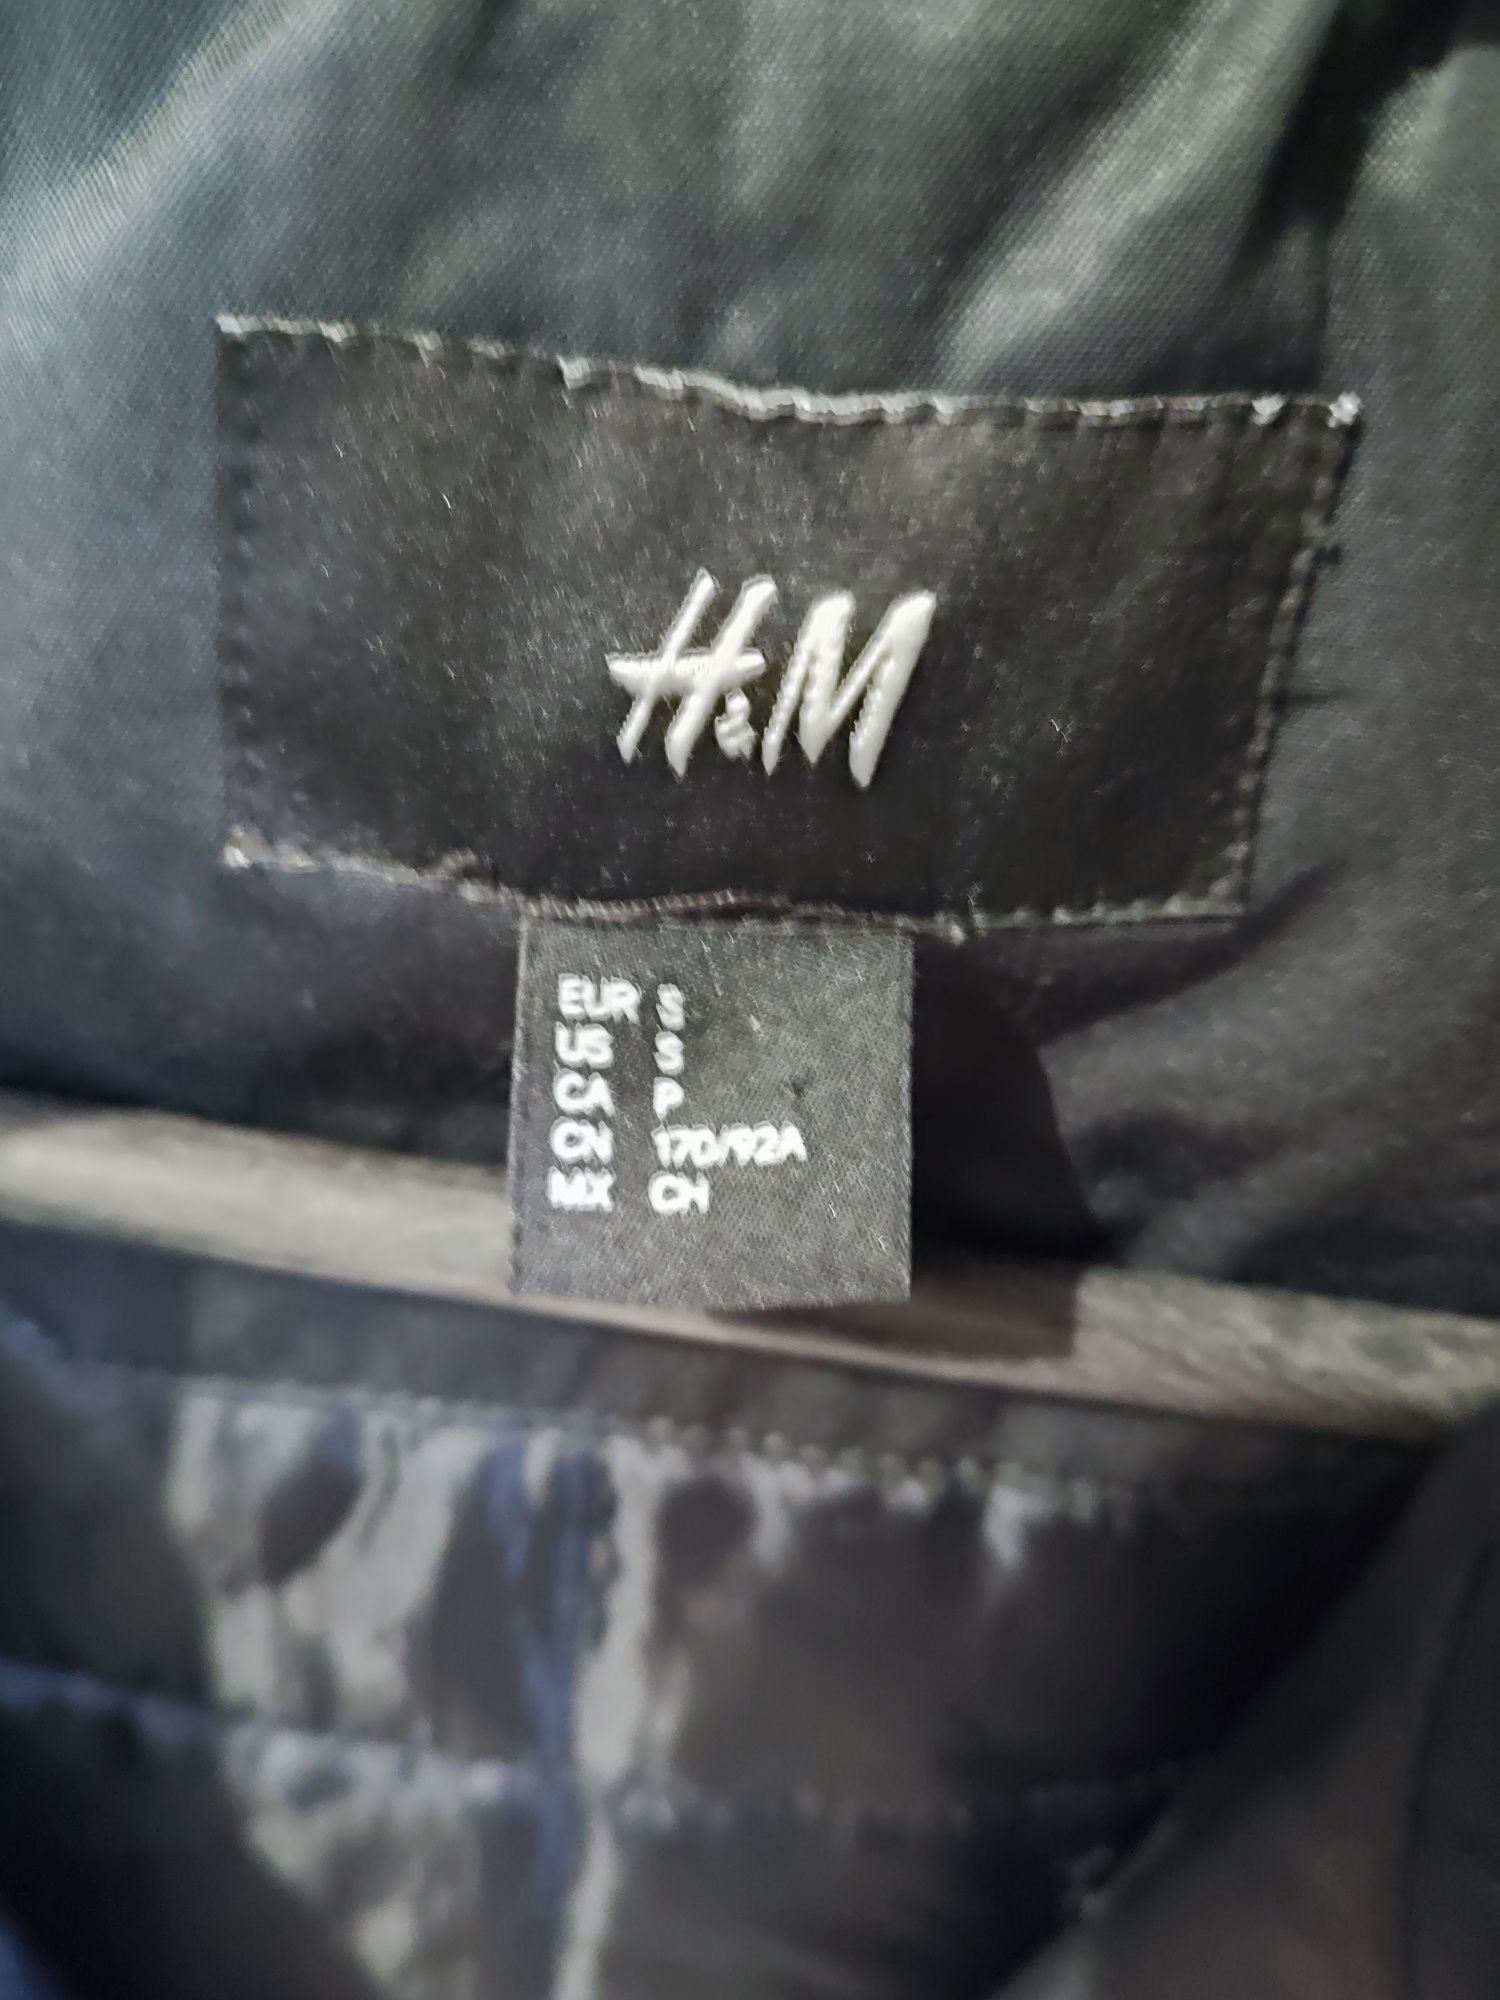 H&M
EUR S
US S
CA P
CN 170/92A
MX CH